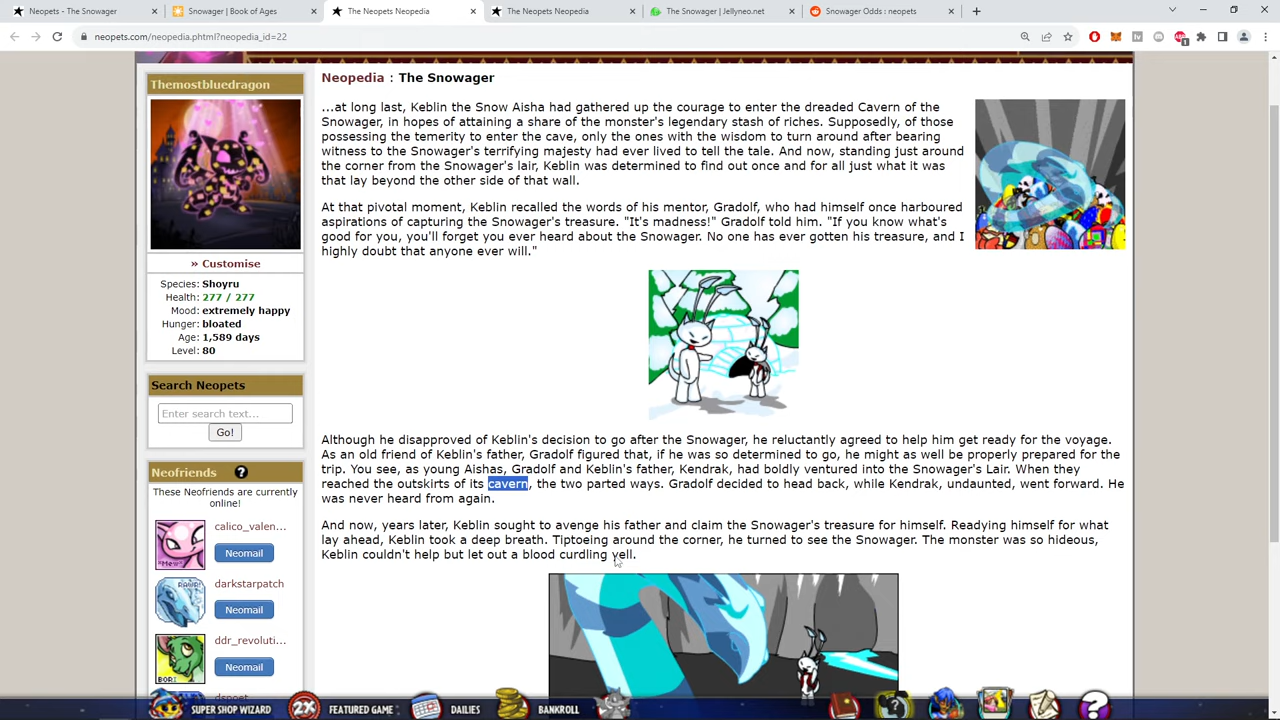 Neopets - The Snowager
Snowager | Book of Ages
The Neopets Neopedia
The Neopets Neopedia
The Snowager | Jellyneo.net
Snowager Odds : neopets
neopets.com/neopedia.phtml?neopedia_id=22
Themostbluedragon
» Customise
Species: Shoyru
Health: 277 / 277
Mood: extremely happy
Hunger: bloated
Age: 1,589 days
Level: 80
Search Neopets
Enter search text...
Go!
Neofriends ?
These Neofriends are currently
online!
calico_valen...
Neomail
darkstarpatch
Neomail
ddr_revoluti...
Neomail
Neopedia : The Snowager
...at long last, Keblin the Snow Aisha had gathered up the courage to enter the dreaded Cavern of the
Snowager, in hopes of attaining a share of the monster's legendary stash of riches. Supposedly, of those
possessing the temerity to enter the cave, only the ones with the wisdom to turn around after bearing
witness to the Snowager's terrifying majesty had ever lived to tell the tale. And now, standing just around
the corner from the Snowager's lair, Keblin was determined to find out once and for all just what it was
that lay beyond the other side of that wall.
At that pivotal moment, Keblin recalled the words of his mentor, Gradolf, who had himself once harboured
aspirations of capturing the Snowager's treasure. "It's madness!" Gradolf told him. "If you know what's
good for you, you'll forget you ever heard about the Snowager. No one has ever gotten his treasure, and I
highly doubt that anyone ever will."
Although he disapproved of Keblin's decision to go after the Snowager, he reluctantly agreed to help him get ready for the voyage.
As an old friend of Keblin's father, Gradolf figured that, if he was so determined to go, he might as well be properly prepared for the
trip. You see, as young Aishas, Gradolf and Keblin's father, Kendrak, had boldly ventured into the Snowager's Lair. When they
reached the outskirts of its cavern, the two parted ways. Gradolf decided to head back, while Kendrak, undaunted, went forward. He
was never heard from again.
And now, years later, Keblin sought to avenge his father and claim the Snowager's treasure for himself. Readying himself for what
lay ahead, Keblin took a deep breath. Tiptoeing around the corner, he turned to see the Snowager. The monster was so hideous,
Keblin couldn't help but let out a blood curdling yell.
SUPER SHOP WIZARD
2X
FEATURED GAME
DAILIES
BANKROLL